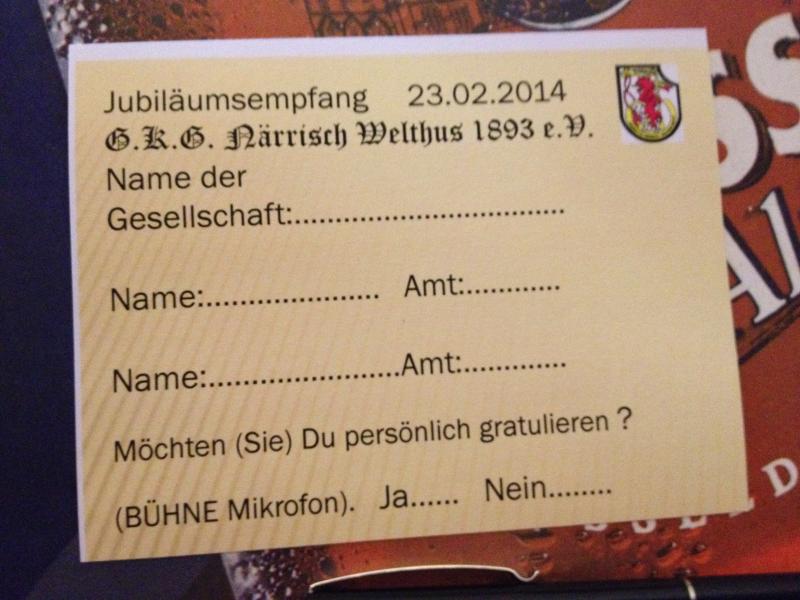 Jubiläumsempfang 23.02.2014
G.K.G. Närrisch Welthus 1893 e.V.
Name der
Gesellschaft:.................................
Name:..................... Amt:...........
Name:.......................Amt:............
Möchten (Sie) Du persönlich gratulieren ?
(BÜHNE Mikrofon). Ja...... Nein........